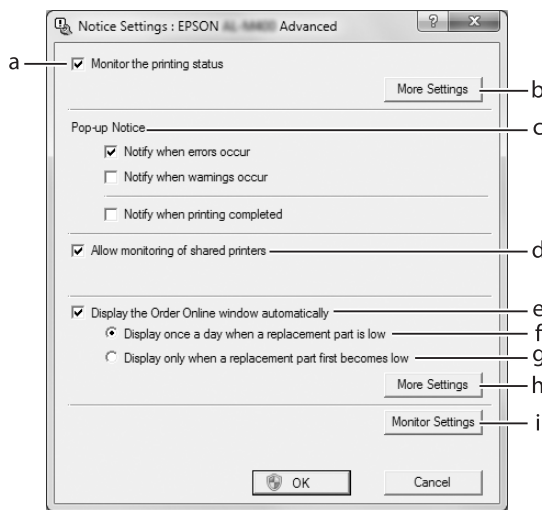 Notice Settings : EPSON Advanced
a
Monitor the printing status
More Settings
b
Pop-up Notice
c
Notify when errors occur
Notify when warnings occur
Notify when printing completed
Allow monitoring of shared printers
d
Display the Order Online window automatically
e
Display once a day when a replacement part is low
f
Display only when a replacement part first becomes low
g
More Settings
h
Monitor Settings
i
OK
Cancel